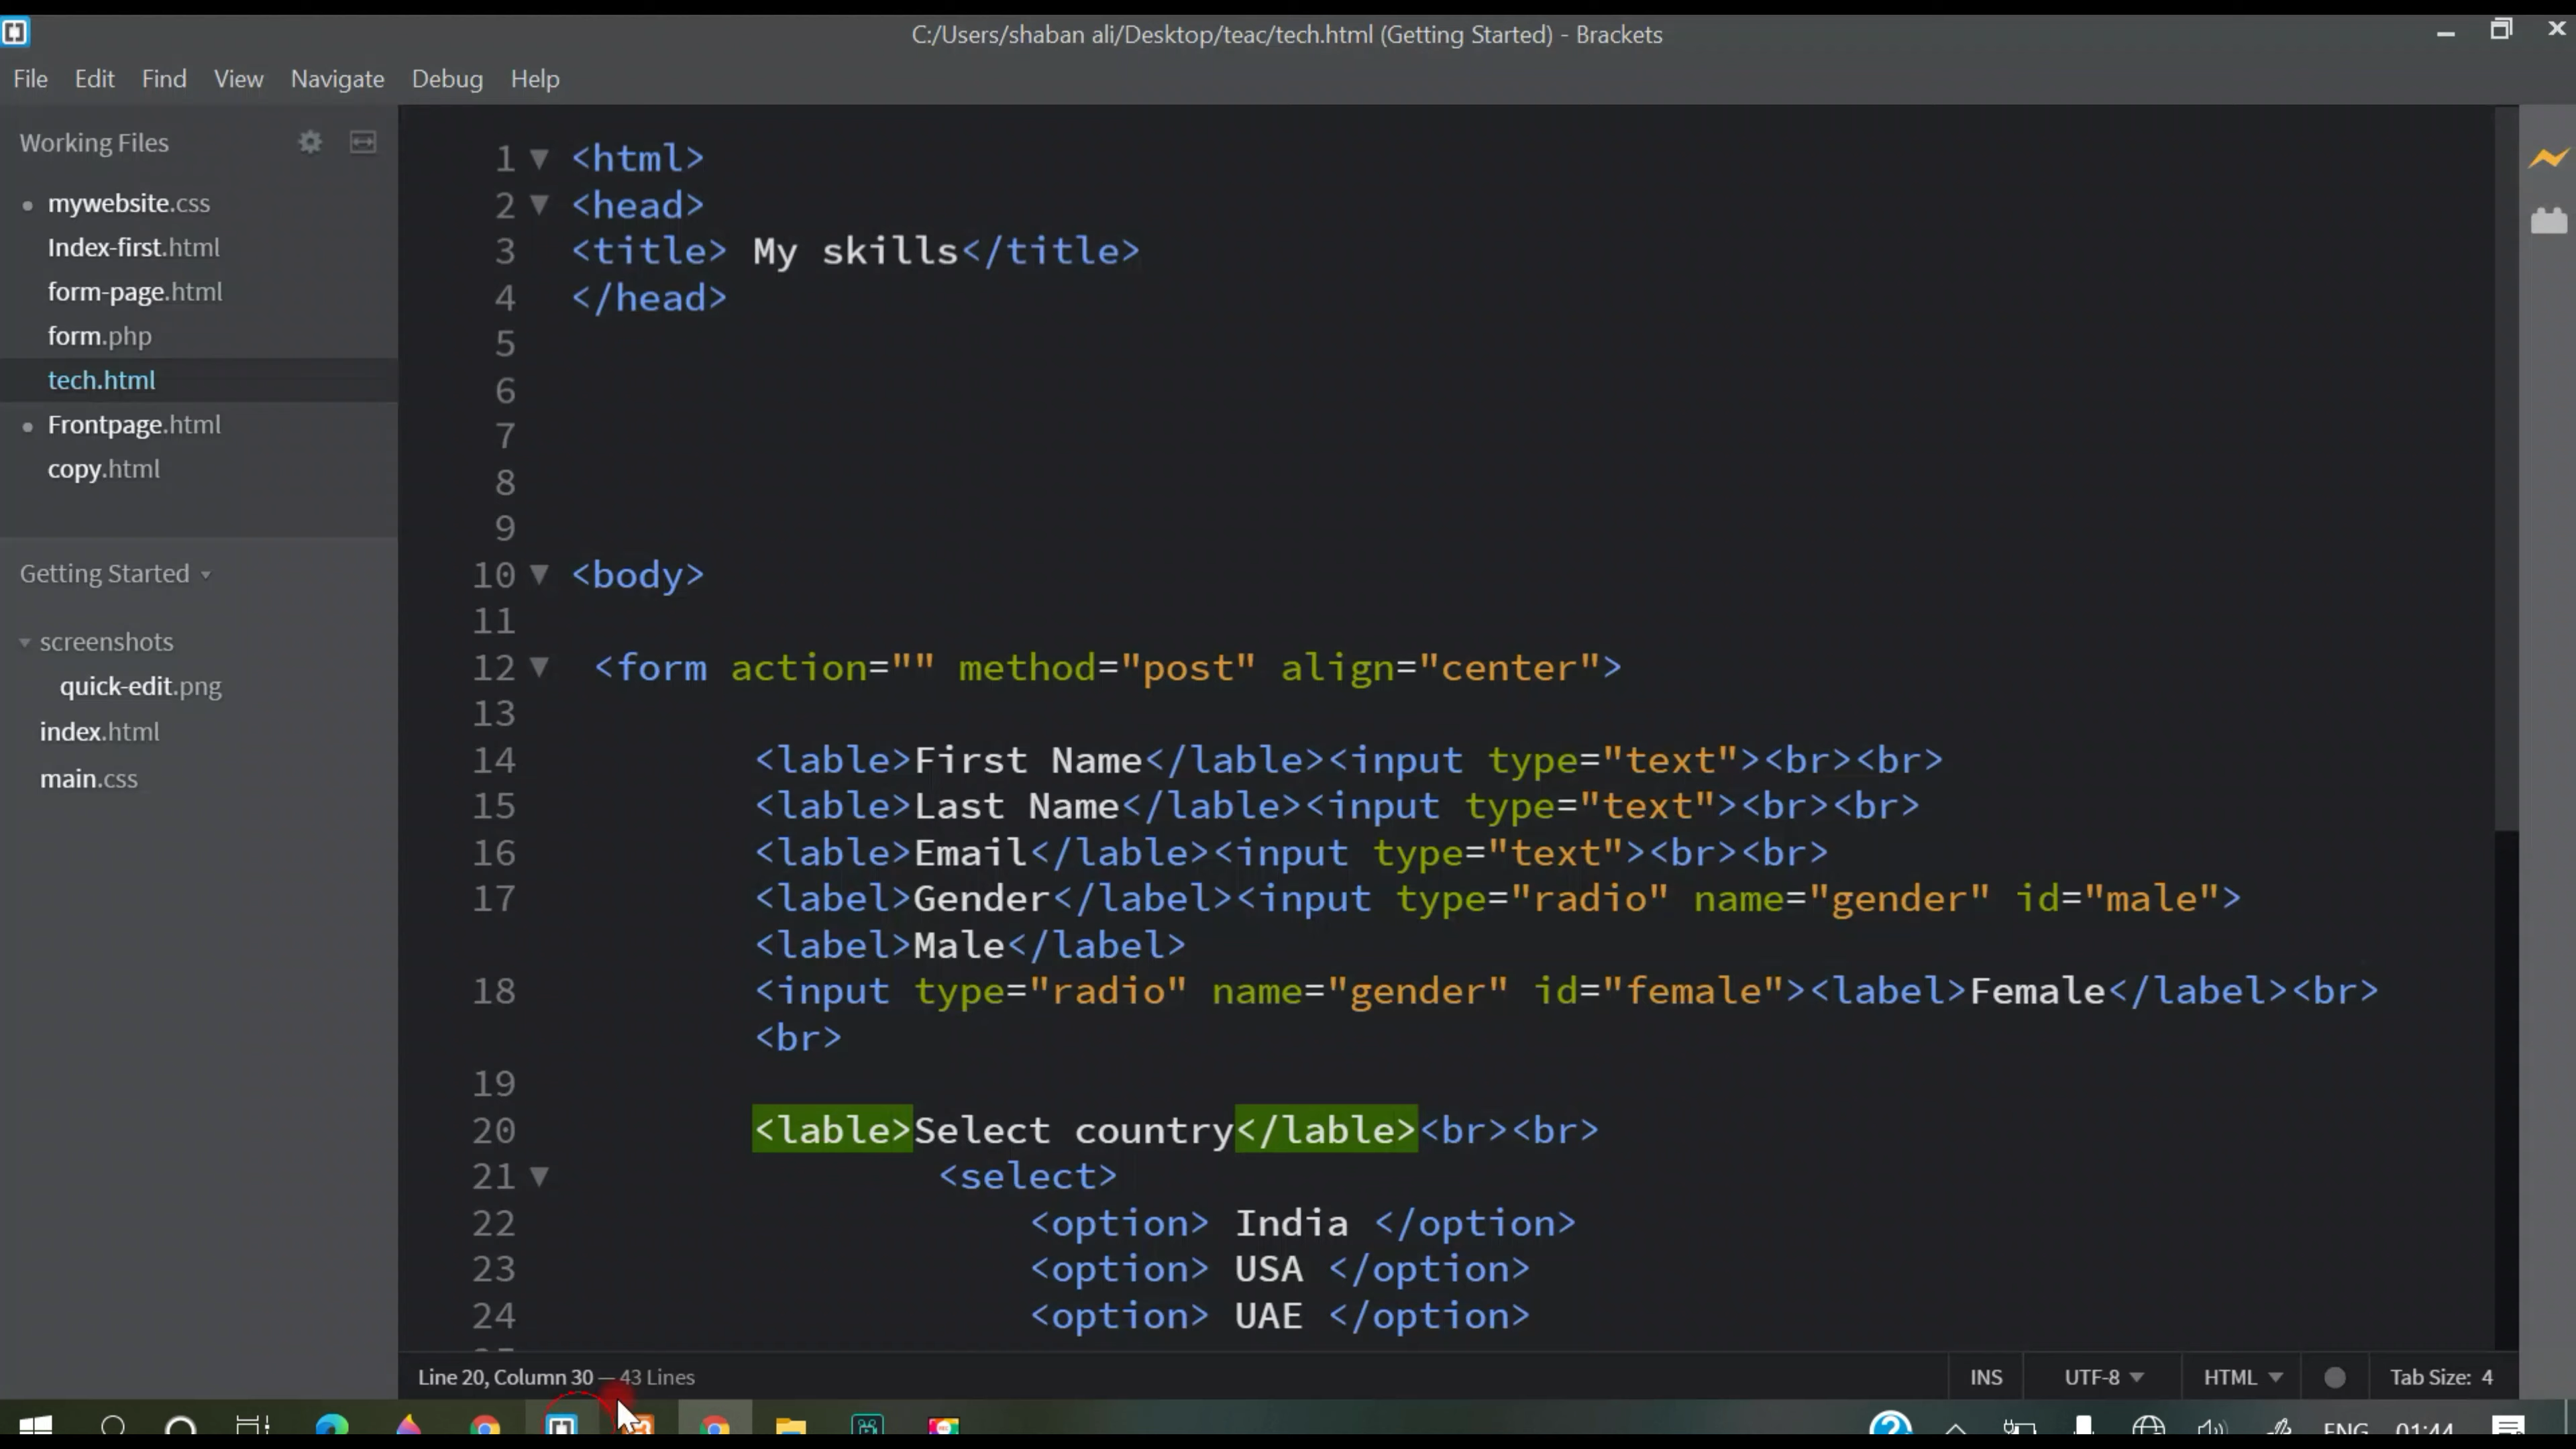 C:/Users/shaban ali/Desktop/teac/tech.html (Getting Started) - Brackets
File Edit Find View Navigate Debug Help
Working Files
mywebsite.css
Index-first.html
form-page.html
form.php
tech.html
Frontpage.html
copy.html
Getting Started
screenshots
quick-edit.png
index.html
main.css
1 <html>
2 <head>
3 <title> My skills</title>
4 </head>
5
6
7
8
9
10 <body>
11
12 <form action="" method="post" align="center">
13
14 <lable>First Name</lable><input type="text"><br><br>
15 <lable>Last Name</lable><input type="text"><br><br>
16 <lable>Email</lable><input type="text"><br><br>
17 <label>Gender</label><input type="radio" name="gender" id="male">
<label>Male</label>
18 <input type="radio" name="gender" id="female"><label>Female</label><br>
<br>
19
20 <lable>Select country</lable><br><br>
21 <select>
22 <option> India </option>
23 <option> USA </option>
24 <option> UAE </option>
Line 20, Column 30 — 43 Lines
INS UTF-8 HTML Tab Size: 4
ENG 01:44